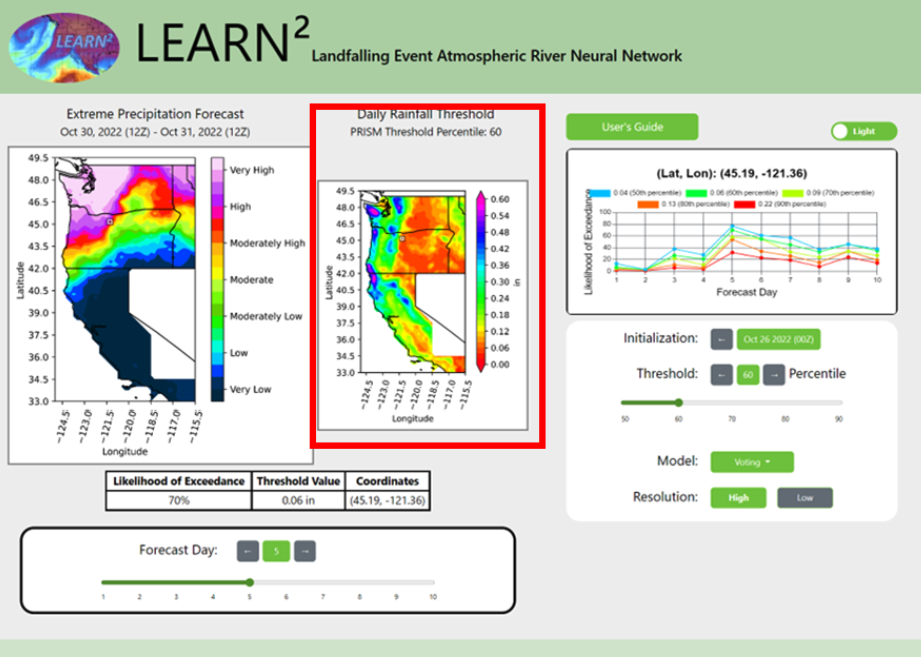 LEARN²
LEARN²
Landfalling Event Atmospheric River Neural Network
Extreme Precipitation Forecast
Oct 30, 2022 (12Z) - Oct 31, 2022 (12Z)
49.5
48.0
46.5
45.0
43.5
42.0
40.5
39.0
37.5
36.0
34.5
33.0
Latitude
-124.5
-123.0
-121.5
-120.0
-118.5
-117.0
-115.5
Longitude
Very High
High
Moderately High
Moderate
Moderately Low
Low
Very Low
Daily Rainfall Threshold
PRISM Threshold Percentile: 60
49.5
48.0
46.5
45.0
43.5
42.0
40.5
39.0
37.5
36.0
34.5
33.0
Latitude
-124.5
-123.0
-121.5
-120.0
-118.5
-117.0
-115.5
Longitude
0.60
0.54
0.48
0.42
0.36
0.30
0.24
0.18
0.12
0.06
0.00
in
User's Guide
Light
(Lat, Lon): (45.19, -121.36)
0.04 (50th percentile) 0.06 (60th percentile) 0.09 (70th percentile)
0.13 (80th percentile) 0.22 (90th percentile)
Likelihood of Exceedance
100
80
60
40
20
0
1 2 3 4 5 6 7 8 9 10
Forecast Day
Initialization: ← Oct 26 2022 (00Z)
Threshold: ← 60 → Percentile
50 60 70 80 90
Model: Voting
Resolution: High Low
Likelihood of Exceedance Threshold Value Coordinates
70% 0.06 in (45.19, -121.36)
Forecast Day: ← 5 →
1 2 3 4 5 6 7 8 9 10